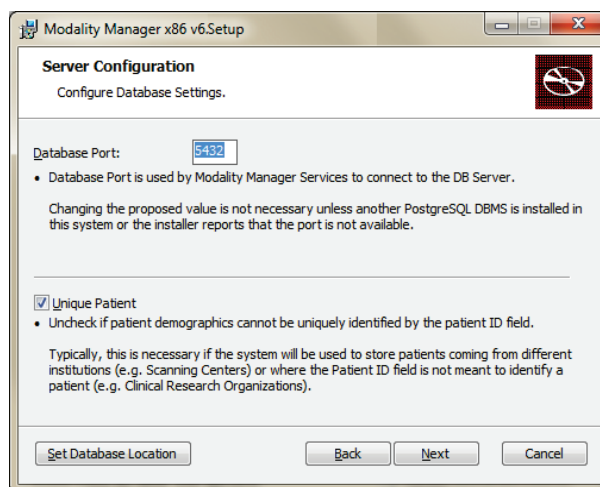 Modality Manager x86 v6.Setup
Server Configuration
Configure Database Settings.
Database Port:
5432
• Database Port is used by Modality Manager Services to connect to the DB Server.
Changing the proposed value is not necessary unless another PostgreSQL DBMS is installed in
this system or the installer reports that the port is not available.
Unique Patient
• Uncheck if patient demographics cannot be uniquely identified by the patient ID field.
Typically, this is necessary if the system will be used to store patients coming from different
institutions (e.g. Scanning Centers) or where the Patient ID field is not meant to identify a
patient (e.g. Clinical Research Organizations).
Set Database Location
Back
Next
Cancel